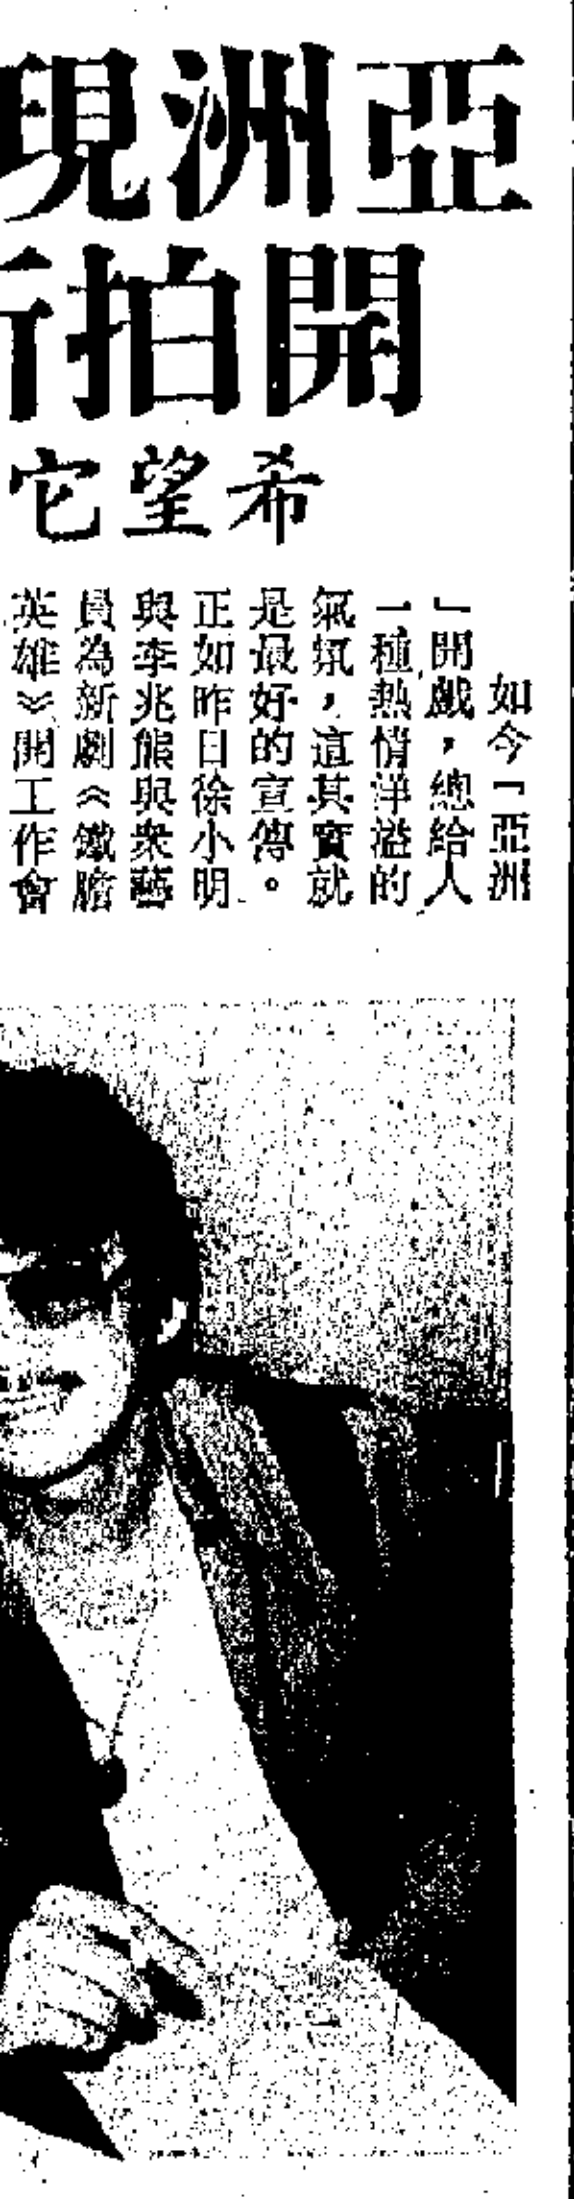 亞洲現
開拍新
希望它
如今「亞洲
」開戲，總給人
一種熱情洋溢的
氣氛，這其實就
是最好的宣傳。
正如昨日徐小明
與李兆熊與衆藝
員為新劇《鐵膽
英雄》開工作會